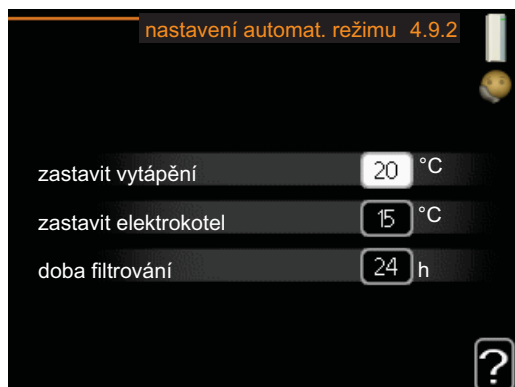 nastavení automat. režimu 4.9.2
zastavit vytápění 20 °C
zastavit elektrokotel 15 °C
doba filtrování 24 h
?